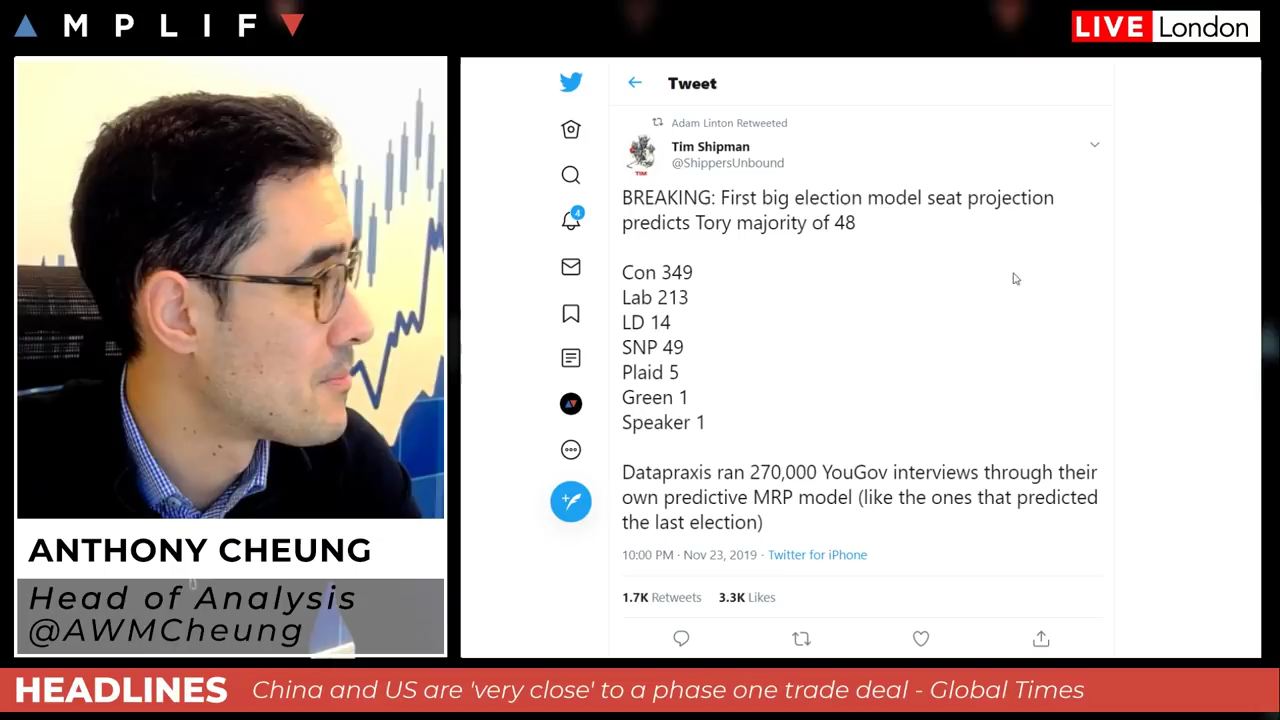 AMPLIFY
LIVE London
Tweet
Adam Linton Retweeted
Tim Shipman
@ShippersUnbound
TIM
BREAKING: First big election model seat projection
predicts Tory majority of 48
Con 349
Lab 213
LD 14
SNP 49
Plaid 5
Green 1
Speaker 1
Datapraxis ran 270,000 YouGov interviews through their
own predictive MRP model (like the ones that predicted
the last election)
10:00 PM · Nov 23, 2019 · Twitter for iPhone
1.7K Retweets 3.3K Likes
4
ANTHONY CHEUNG
Head of Analysis
@AWMCheung
HEADLINES China and US are 'very close' to a phase one trade deal - Global Times